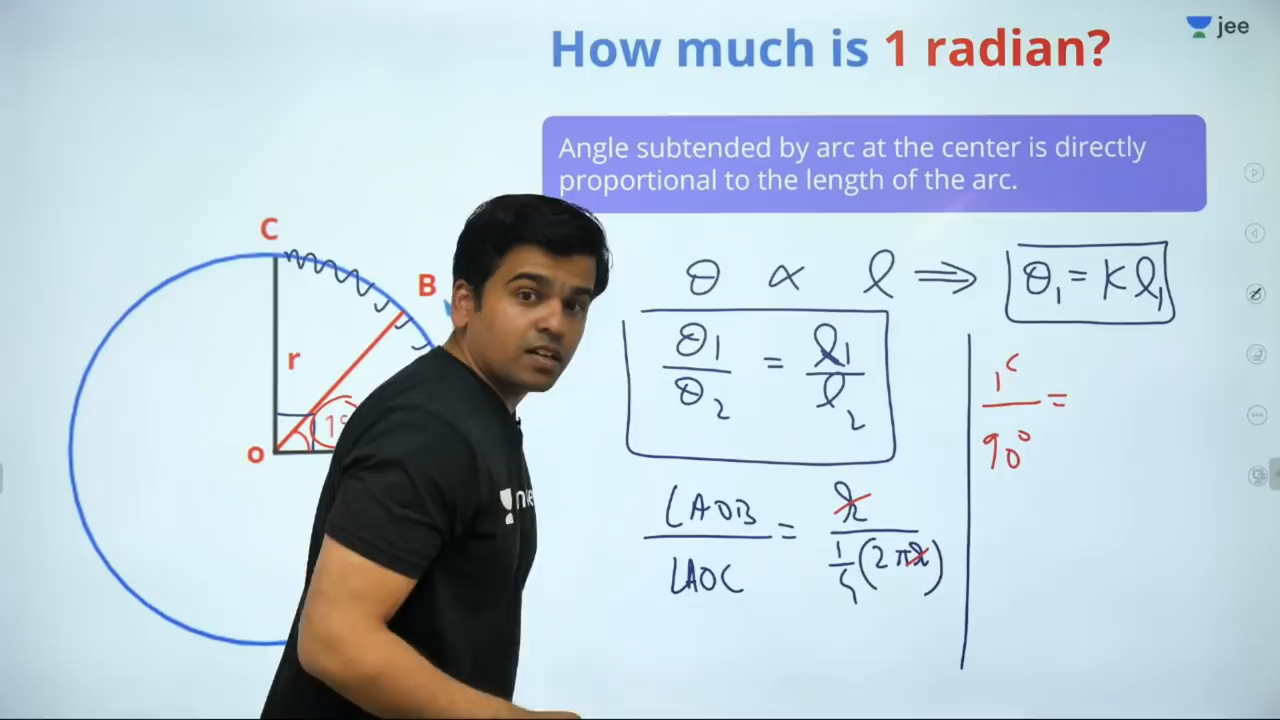 How much is 1 radian?
jee
Angle subtended by arc at the center is directly
proportional to the length of the arc.
θ ∝ l ⇒ θ₁ = K l₁
θ₁/θ₂ = l₁/l₂
C
B
r
O
1ᶜ/90° =
∠AOB/∠AOC = r/(1/4(2πr))